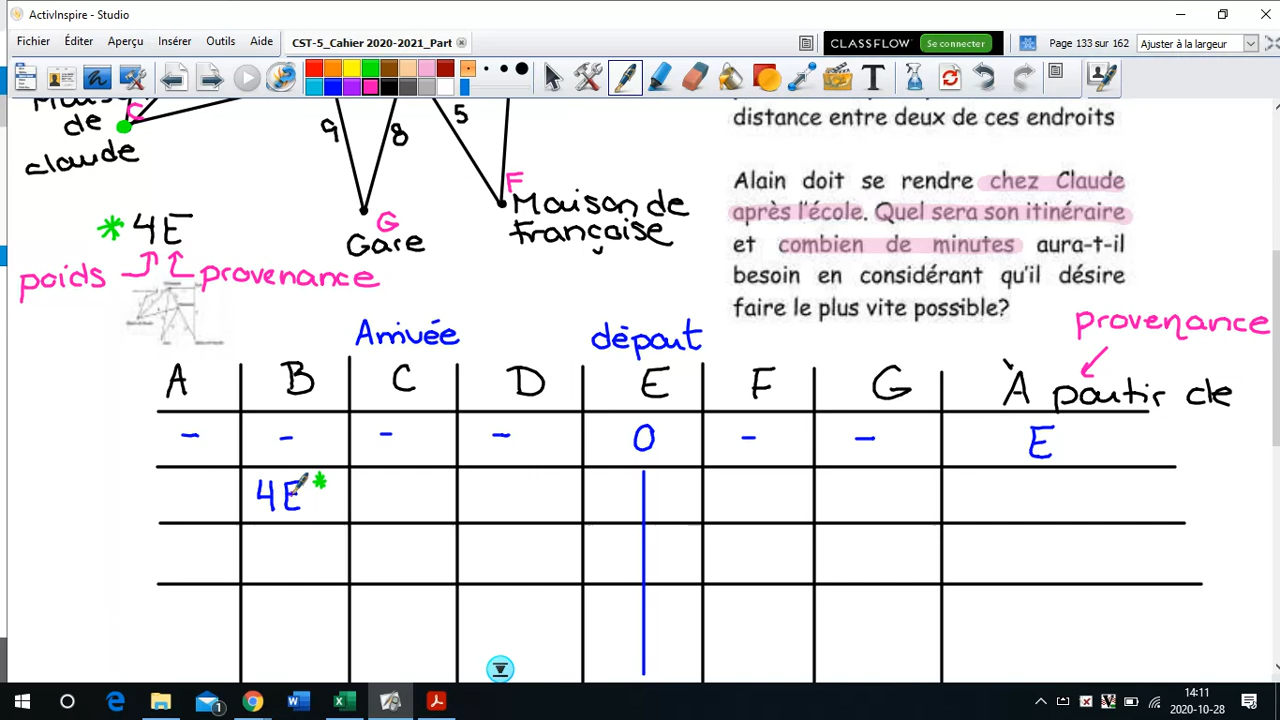 ActivInspire - Studio
Fichier Éditer Aperçu Insérer Outils Aide
CST-5_Cahier 2020-2021_Part
CLASSFLOW
Se connecter
Page 133 sur 162
Ajuster à la largeur
Maison
de
claude
C
9
8
5
G
Gare
F
Maison de
Françoise
distance entre deux de ces endroits
Alain doit se rendre chez Claude
après l'école. Quel sera son itinéraire
et combien de minutes aura-t-il
besoin en considérant qu'il désire
faire le plus vite possible?
* 4E
poids
provenance
provenance
Arrivée
départ
A B C D E F G À partir de
- - - - 0 - - E
4E *
1
14:11
2020-10-28